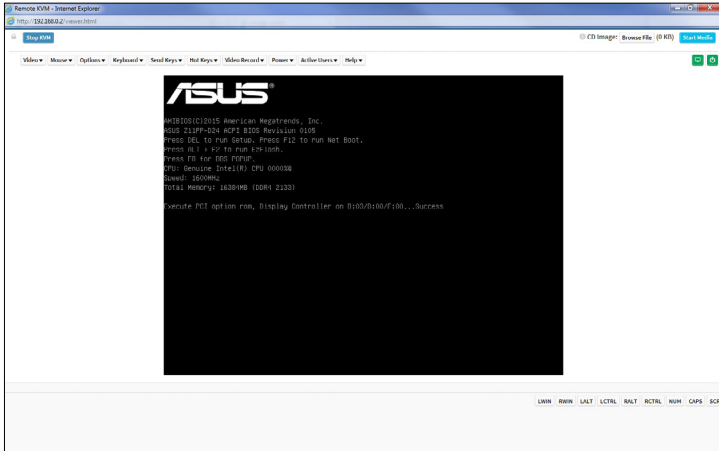 Remote KVM - Internet Explorer
http://192.168.0.2/viewer.html
Stop KVM
CD Image: Browse File (0 KB) Start Media
Video Mouse Options Keyboard Send Keys Hot Keys Video Record Power Active Users Help
ASUS®
AMIBIOS(C)2015 American Megatrends, Inc.
ASUS Z11PP-D24 ACPI BIOS Revision 0105
Press DEL to run Setup. Press F12 to run Net Boot.
Press ALT + F2 to run EzFlash.
Press F8 for BBS POPUP.
CPU: Genuine Intel(R) CPU 0000%@
Speed: 1600MHz
Total Memory: 16384MB (DDR4 2133)
Execute PCI option rom, Display Controller on B:03/D:00/F:00...Success
LWIN RWIN LALT LCTRL RALT RCTRL NUM CAPS SCR